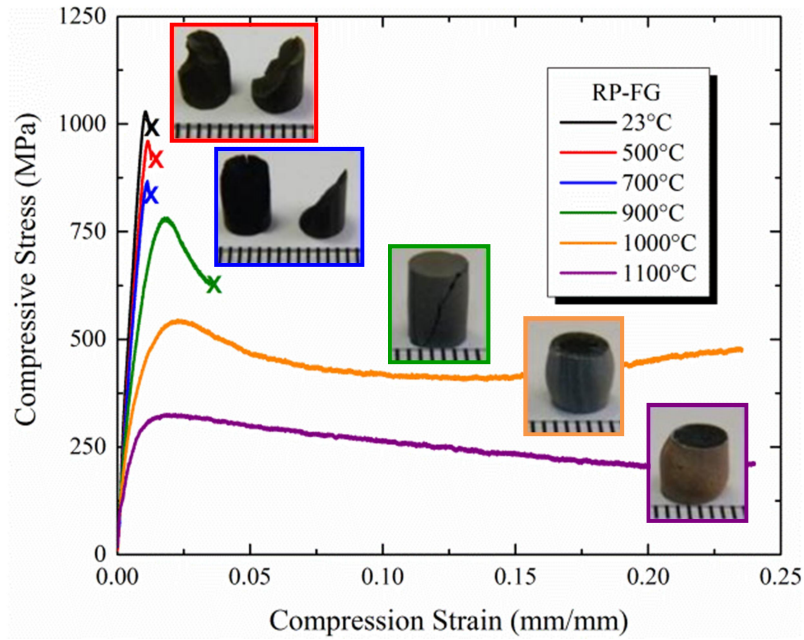 1250
1000
750
500
250
0
Compressive Stress (MPa)
X
X
X
X
RP-FG
23°C
500°C
700°C
900°C
1000°C
1100°C
0.00 0.05 0.10 0.15 0.20 0.25
Compression Strain (mm/mm)